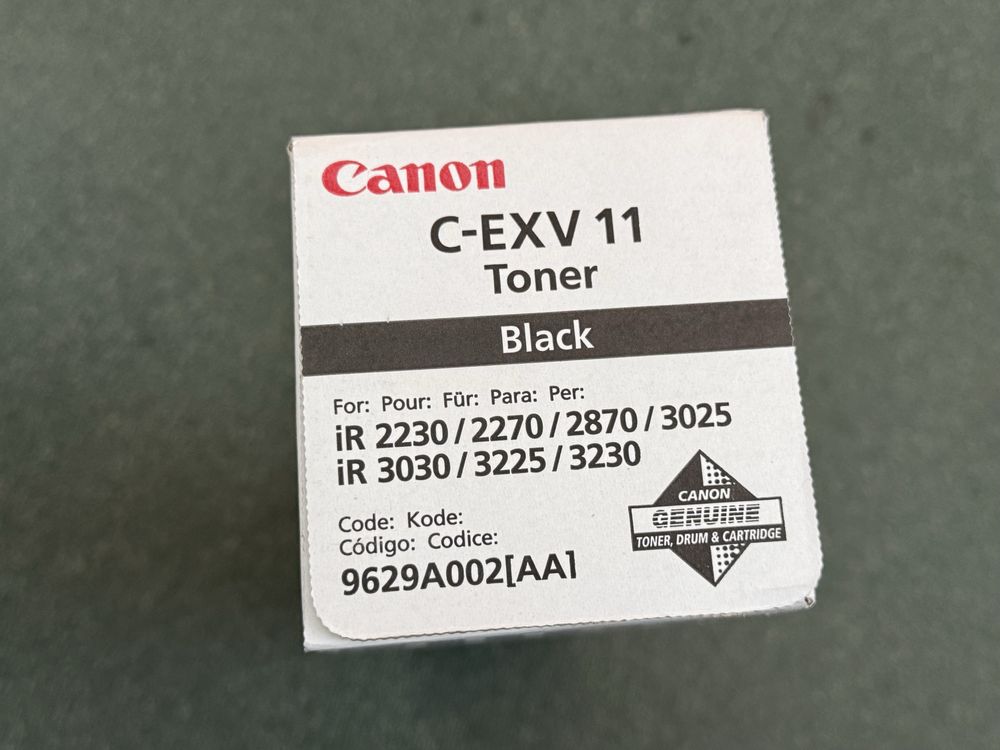 Canon
C-EXV 11
Toner
Black
For: Pour: Für: Para: Per:
iR 2230 / 2270 / 2870 / 3025
iR 3030 / 3225 / 3230
Code: Kode:
Código: Codice:
9629A002[AA]
CANON
GENUINE
TONER, DRUM & CARTRIDGE